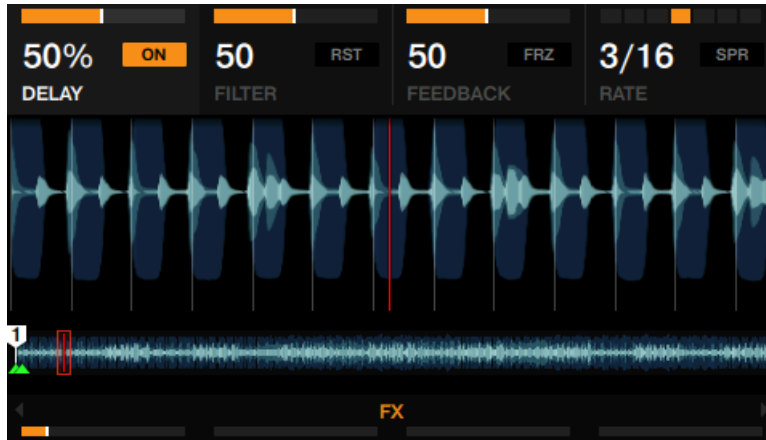 50% ON 50 RST 50 FRZ 3/16 SPR
DELAY FILTER FEEDBACK RATE
1
FX